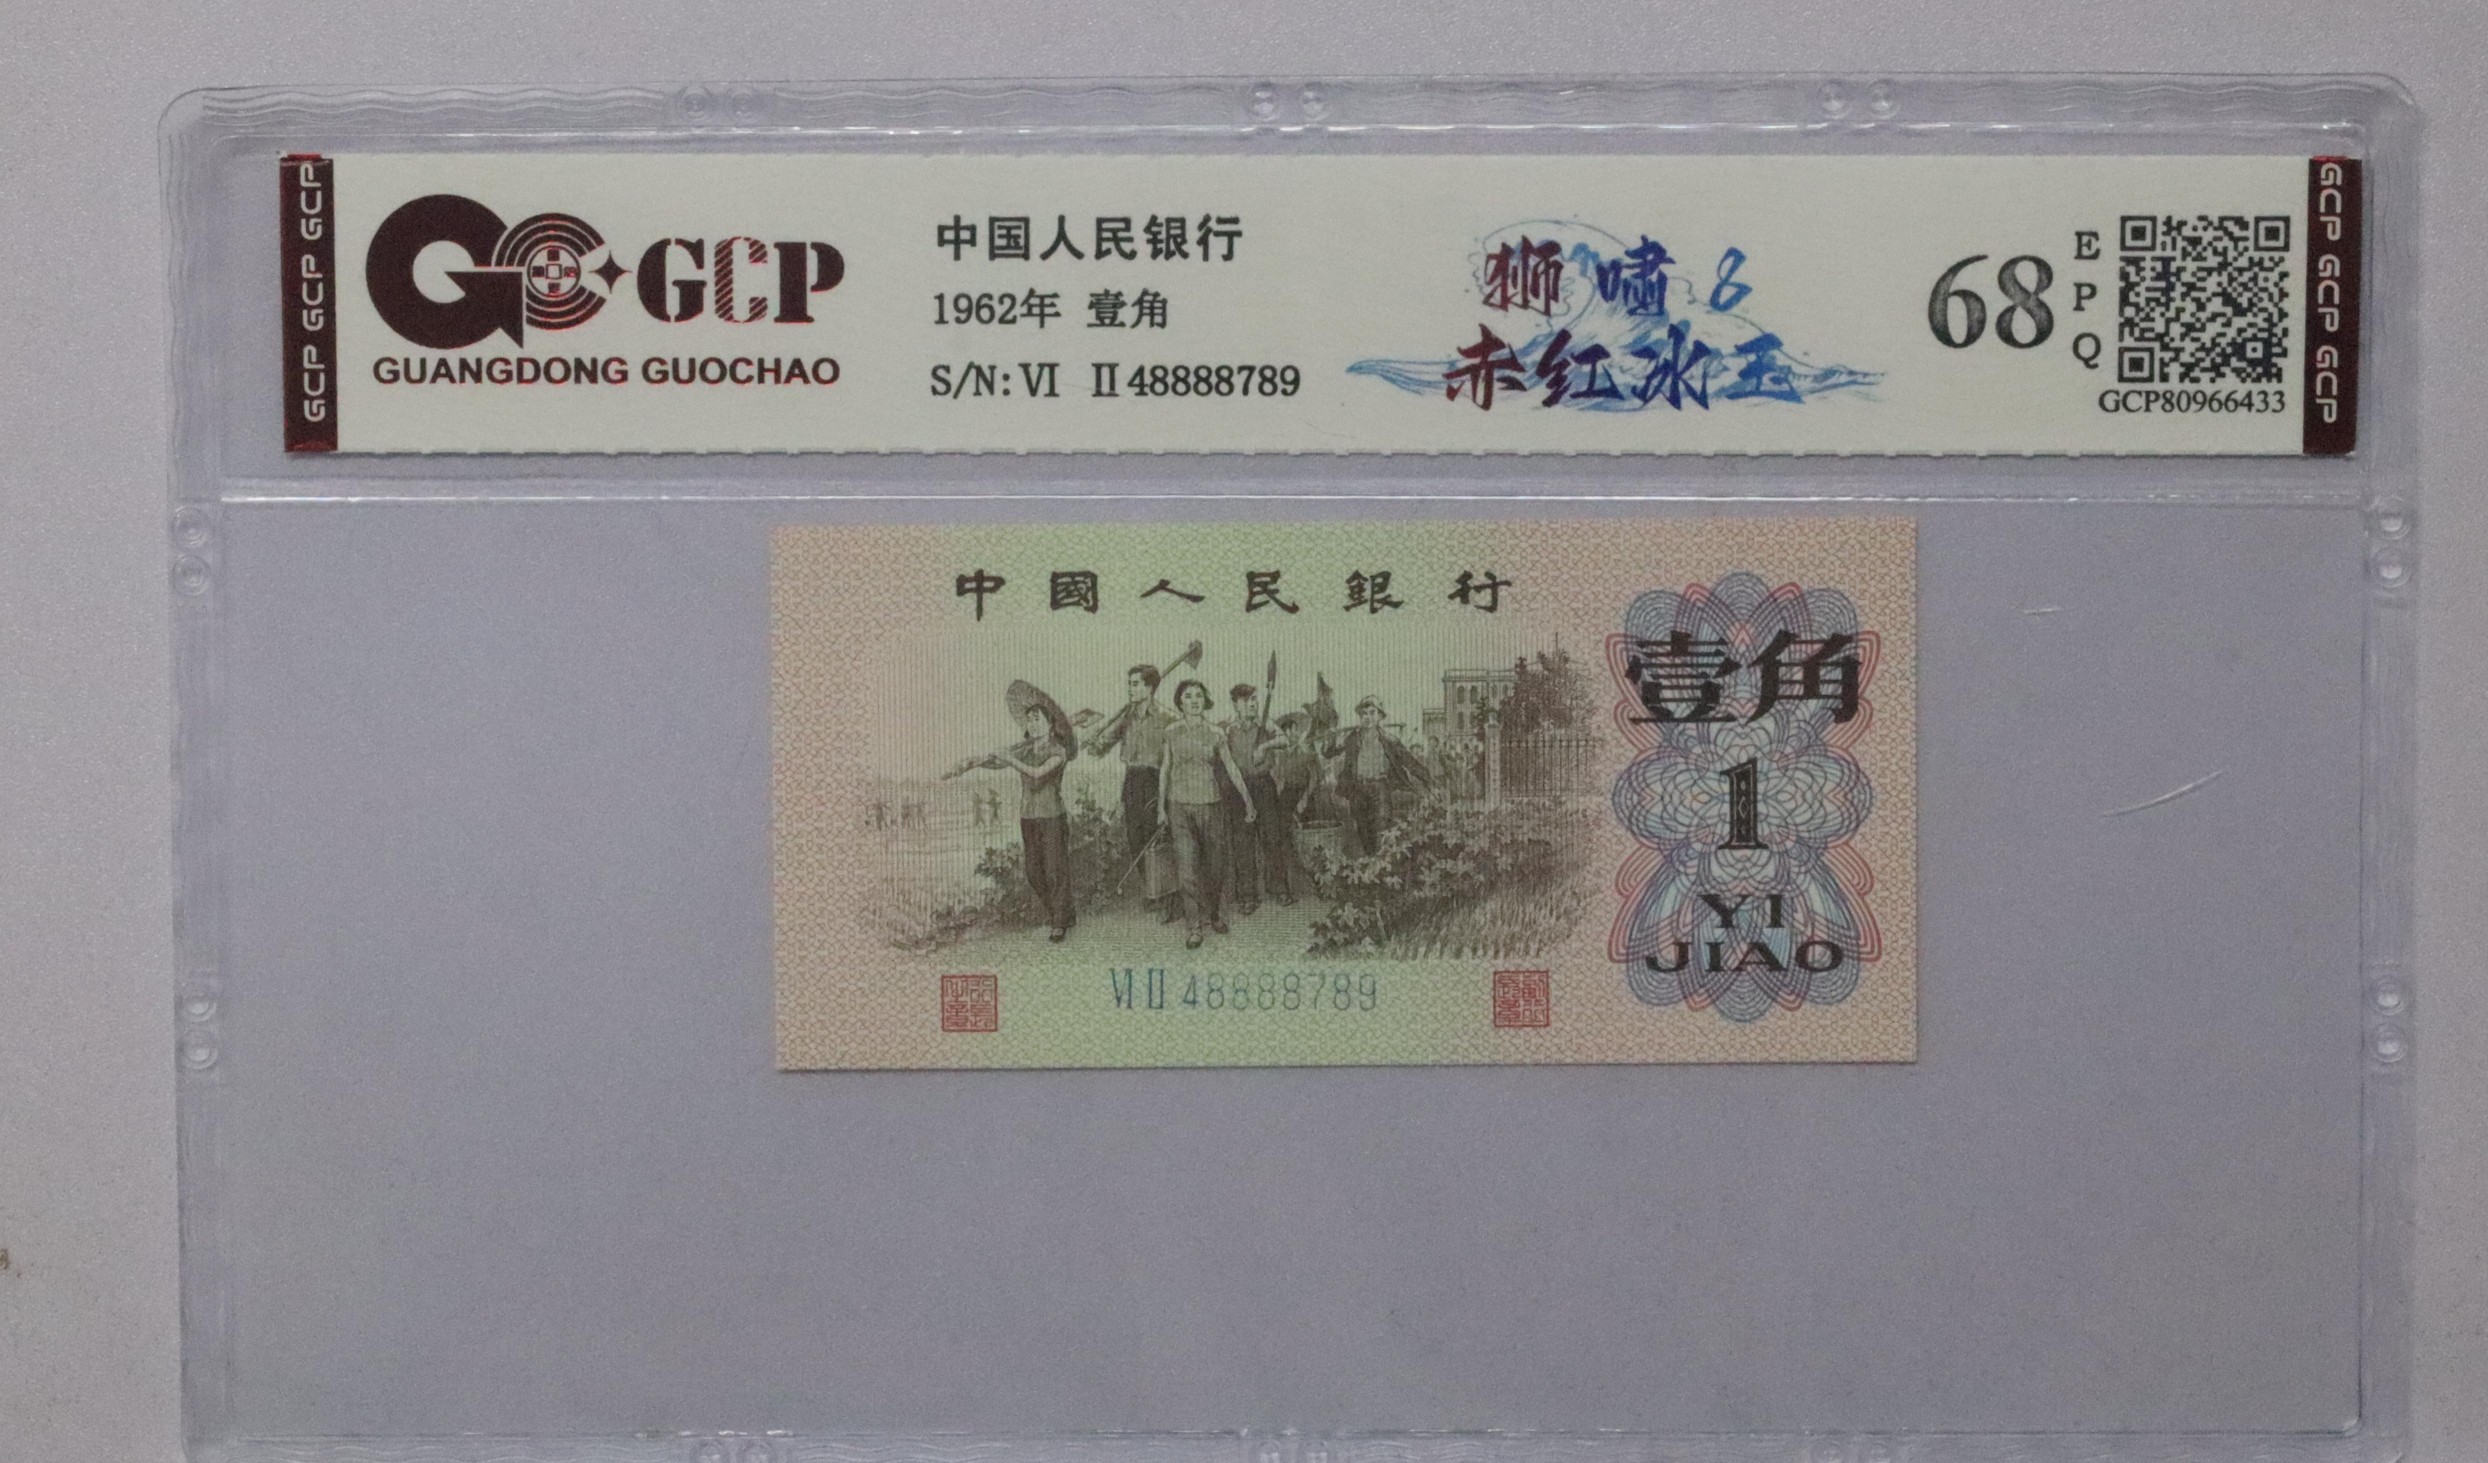 GCP GCP GCP
GCP
GUANGDONG GUOCHAO
中国人民银行
1962年 壹角
S/N: VI II 48888789
狮啸8
赤红冰玉
68
EPQ
GCP80966433
GCP GCP GCP
中國人民銀行
壹角
1
YI
JIAO
VI II 48888789